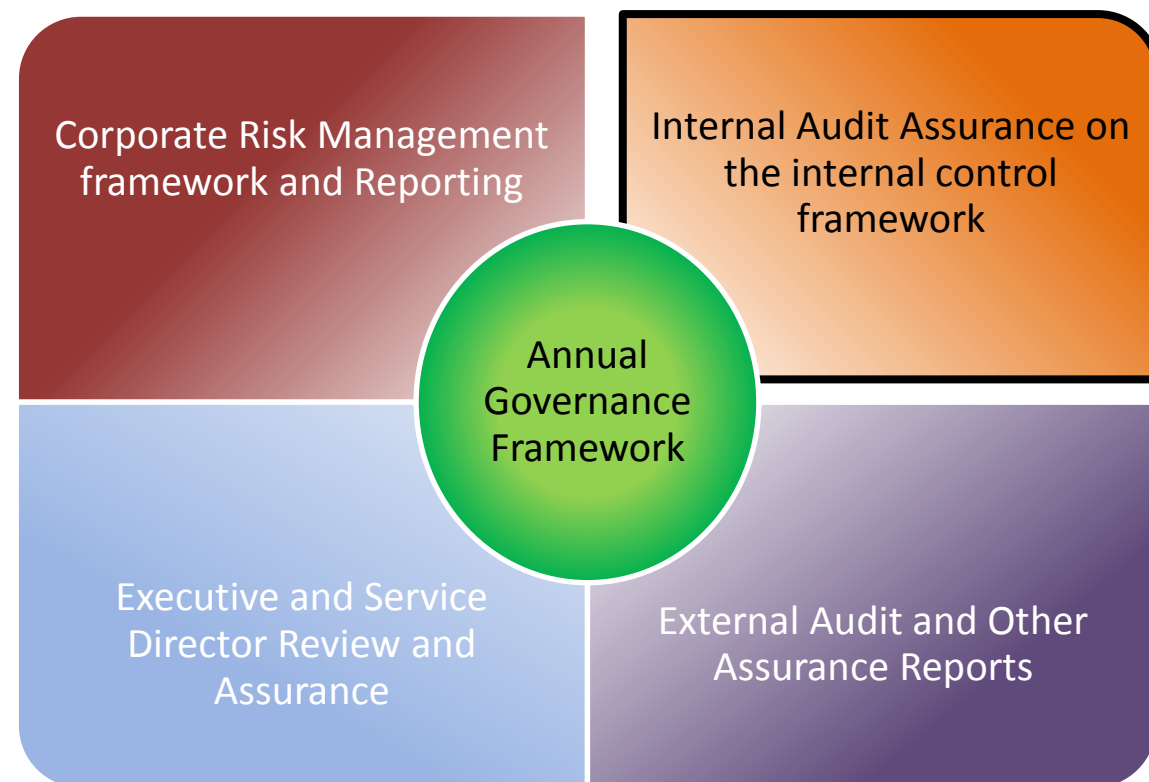 Corporate Risk Management
framework and Reporting
Internal Audit Assurance on
the internal control
framework
Annual
Governance
Framework
Executive and Service
Director Review and
Assurance
External Audit and Other
Assurance Reports